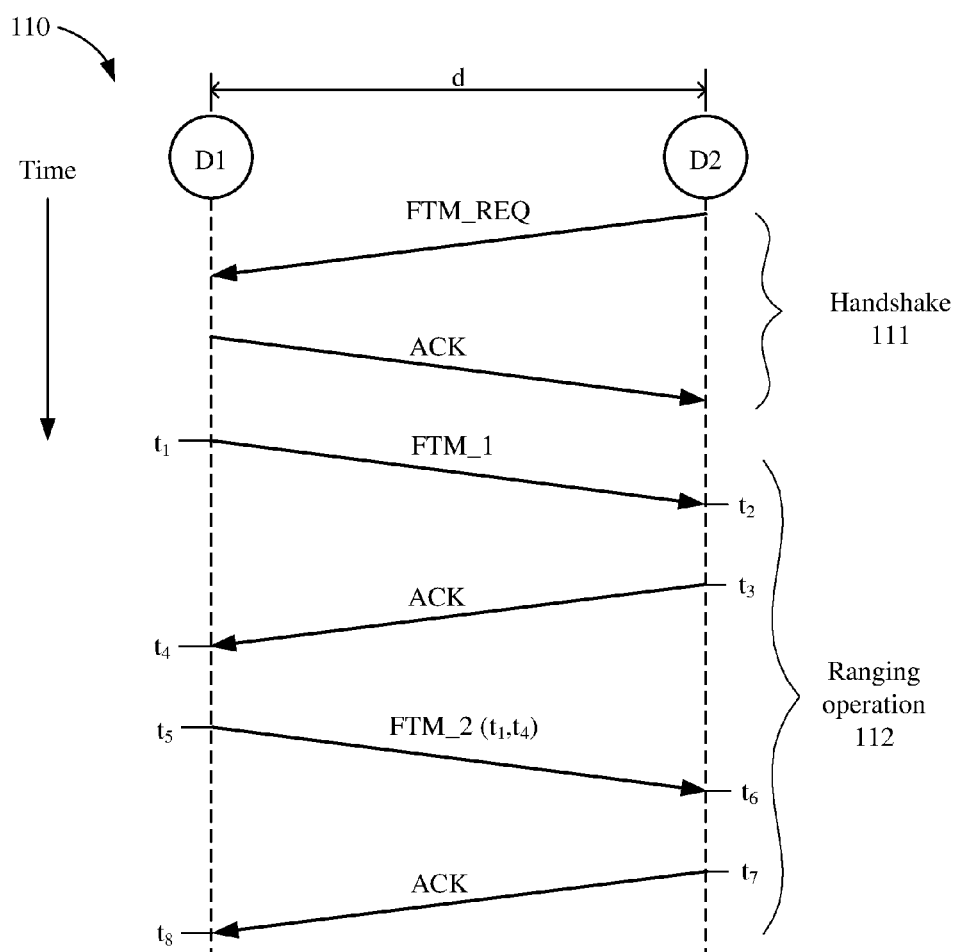 110
d
D1
D2
Time
FTM_REQ
Handshake
111
ACK
t₁
FTM_1
t₂
t₃
ACK
t₄
Ranging
operation
112
t₅
FTM_2 (t₁,t₄)
t₆
t₇
ACK
t₈